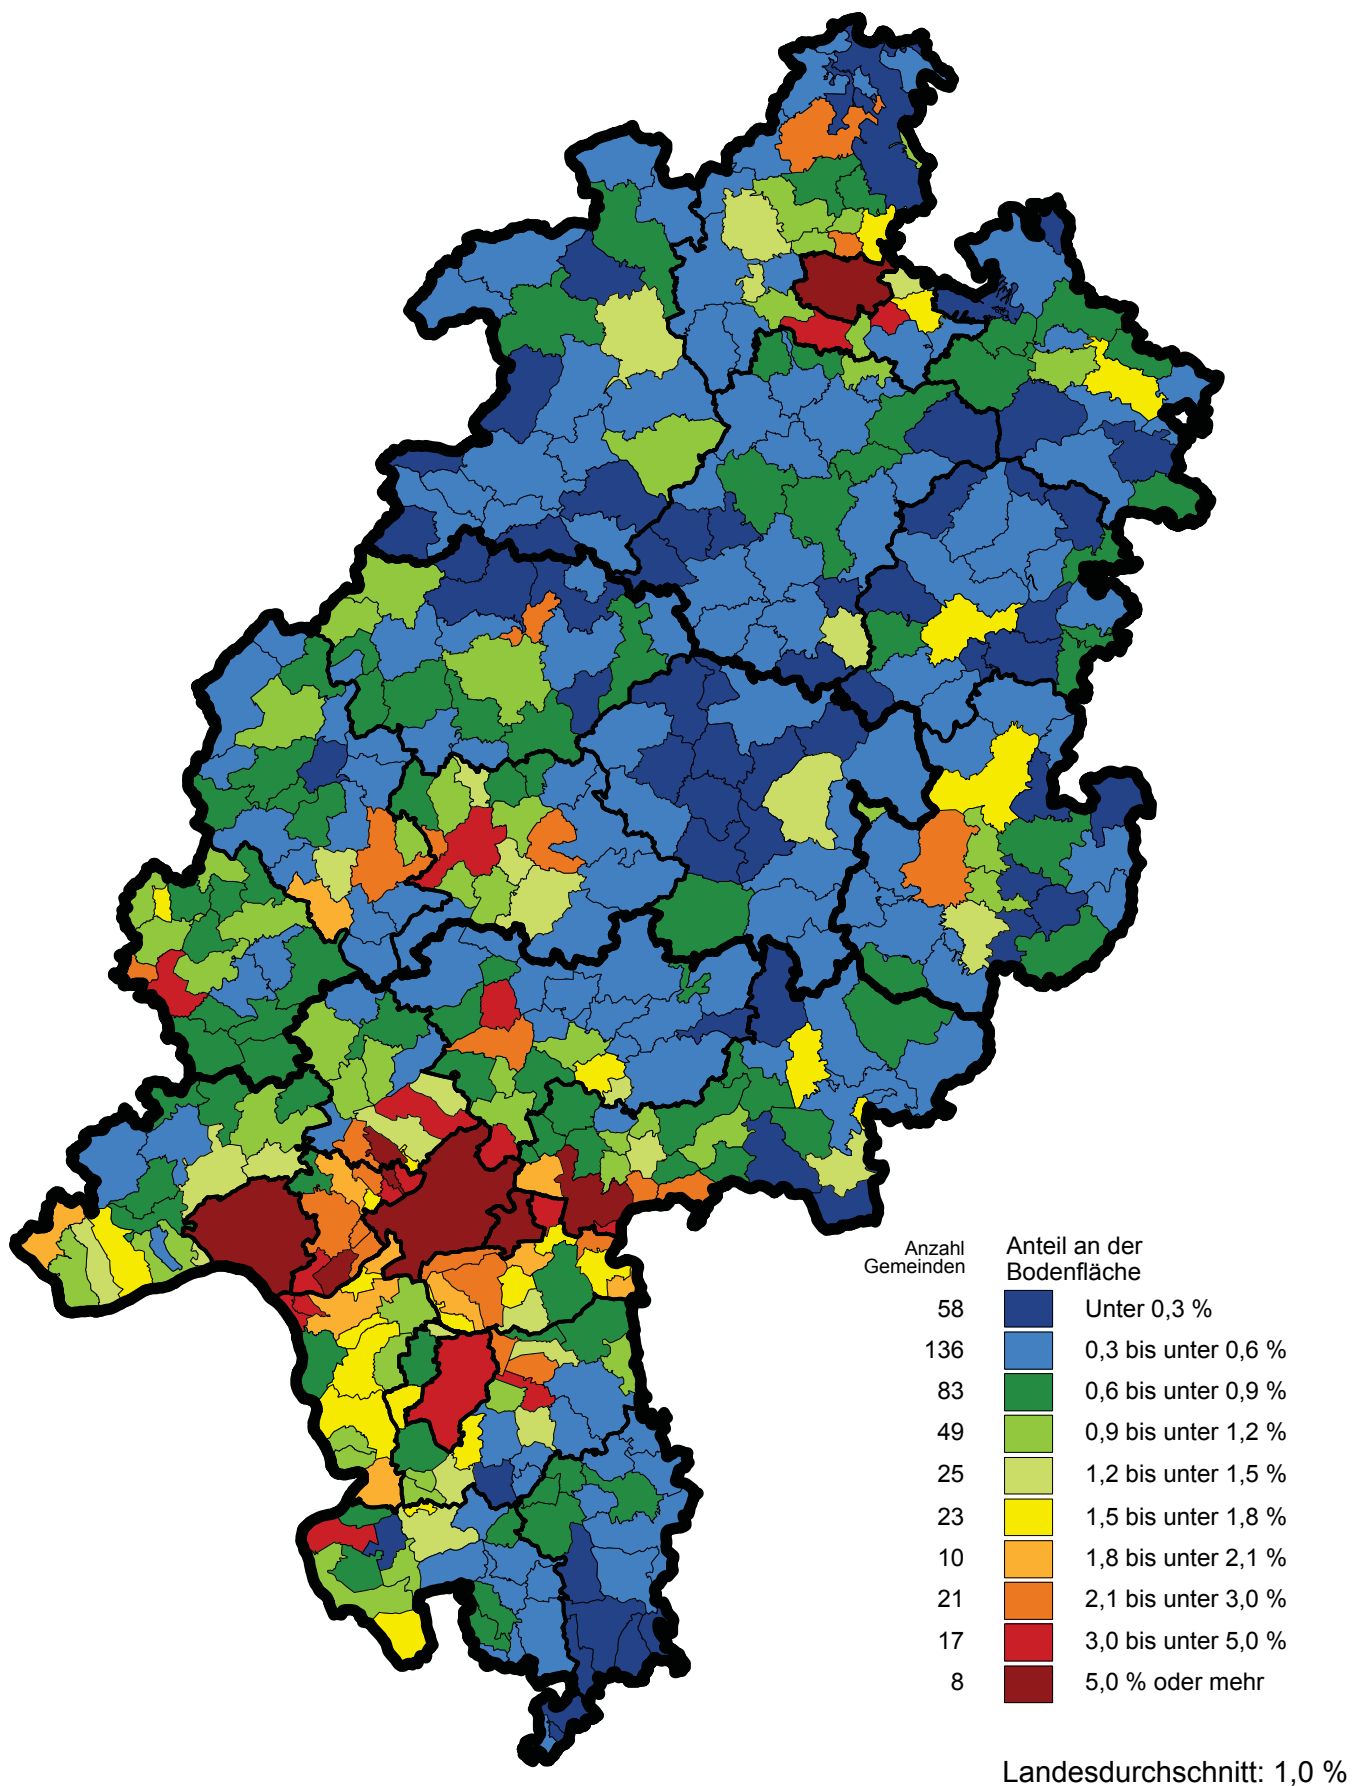 Anzahl
Gemeinden
Anteil an der
Bodenfläche
58 Unter 0,3 %
136 0,3 bis unter 0,6 %
83 0,6 bis unter 0,9 %
49 0,9 bis unter 1,2 %
25 1,2 bis unter 1,5 %
23 1,5 bis unter 1,8 %
10 1,8 bis unter 2,1 %
21 2,1 bis unter 3,0 %
17 3,0 bis unter 5,0 %
8 5,0 % oder mehr
Landesdurchschnitt: 1,0 %